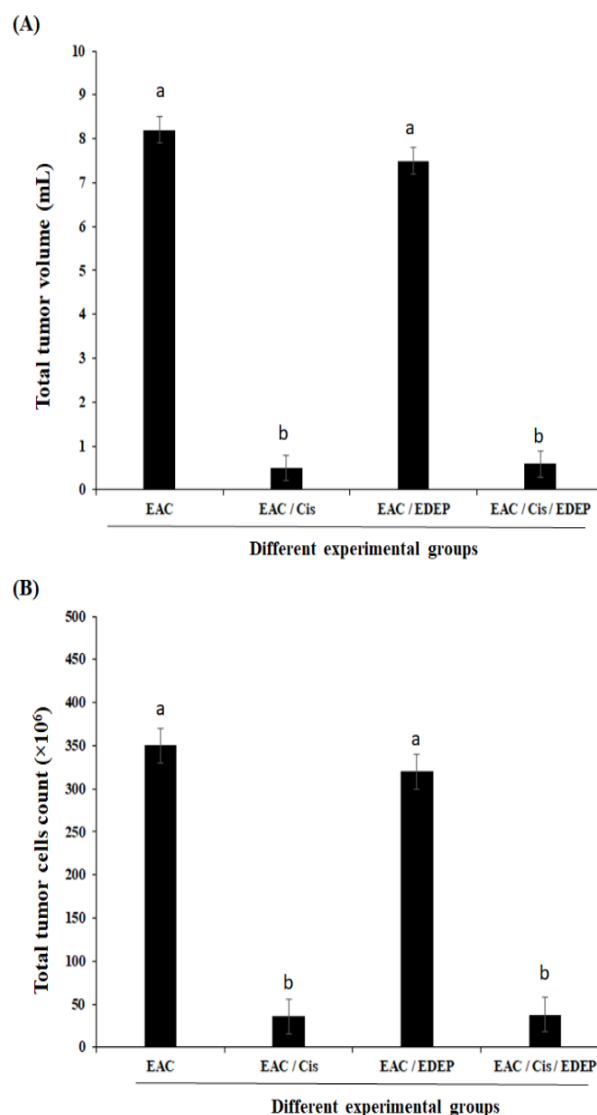 (A)
Total tumor volume (mL)
10
9
8
7
6
5
4
3
2
1
0
a
b
a
b
EAC
EAC / Cis
EAC / EDEP
EAC / Cis / EDEP
Different experimental groups
(B)
Total tumor cells count (×10⁶)
500
450
400
350
300
250
200
150
100
50
0
a
b
a
b
EAC
EAC / Cis
EAC / EDEP
EAC / Cis / EDEP
Different experimental groups